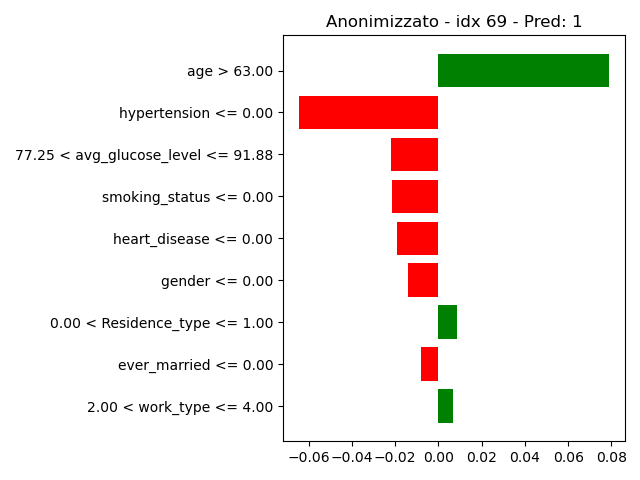 Anonimizzato - idx 69 - Pred: 1
age > 63.00
hypertension <= 0.00
77.25 < avg_glucose_level <= 91.88
smoking_status <= 0.00
heart_disease <= 0.00
gender <= 0.00
0.00 < Residence_type <= 1.00
ever_married <= 0.00
2.00 < work_type <= 4.00
−0.06 −0.04 −0.02 0.00 0.02 0.04 0.06 0.08